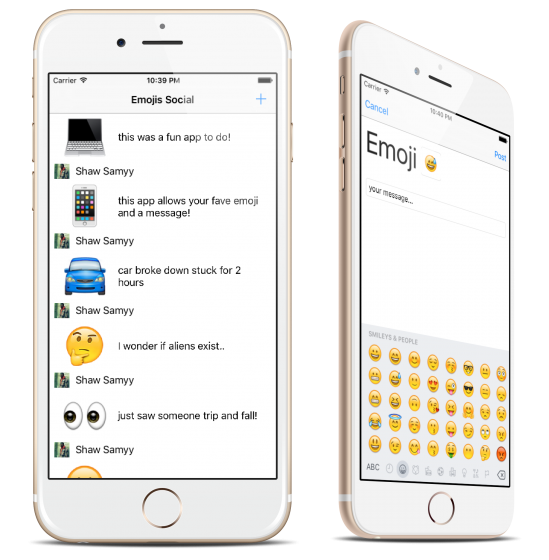 Carrier 10:39 PM
Emojis Social +
this was a fun app to do!
Shaw Samyy
this app allows your fave emoji
and a message!
Shaw Samyy
car broke down stuck for 2
hours
Shaw Samyy
I wonder if aliens exist..
Shaw Samyy
just saw someone trip and fall!
Shaw Samyy
Carrier 10:40 PM
Cancel Post
Emoji 😅
your message...
SMILEYS & PEOPLE
ABC